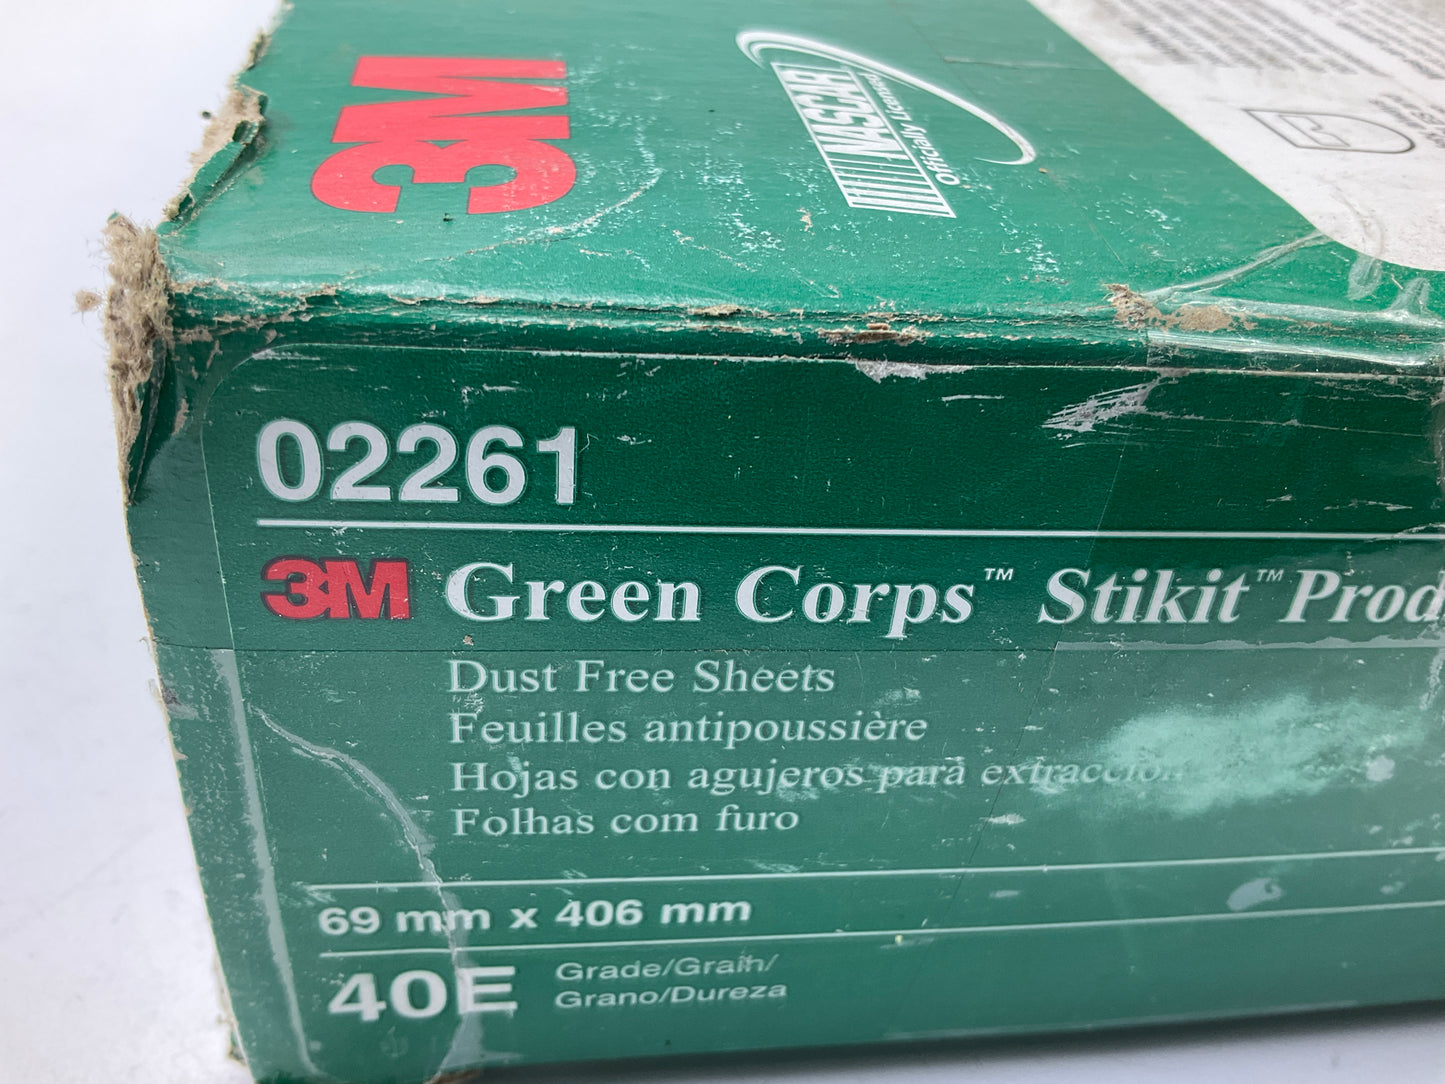 3M
NASCAR
Officially Licensed
02261
3M Green Corps™ Stikit™ Prod
Dust Free Sheets
Feuilles antipoussière
Hojas con agujeros para extracción
Folhas com furo
69 mm x 406 mm
40E
Grade/Grain/
Grano/Dureza